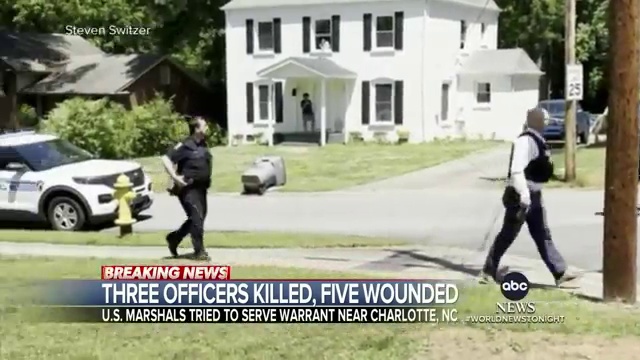 Steven Switzer
25
BREAKING NEWS
THREE OFFICERS KILLED, FIVE WOUNDED
U.S. MARSHALS TRIED TO SERVE WARRANT NEAR CHARLOTTE, NC
abc
NEWS
#WORLDNEWSTONIGHT